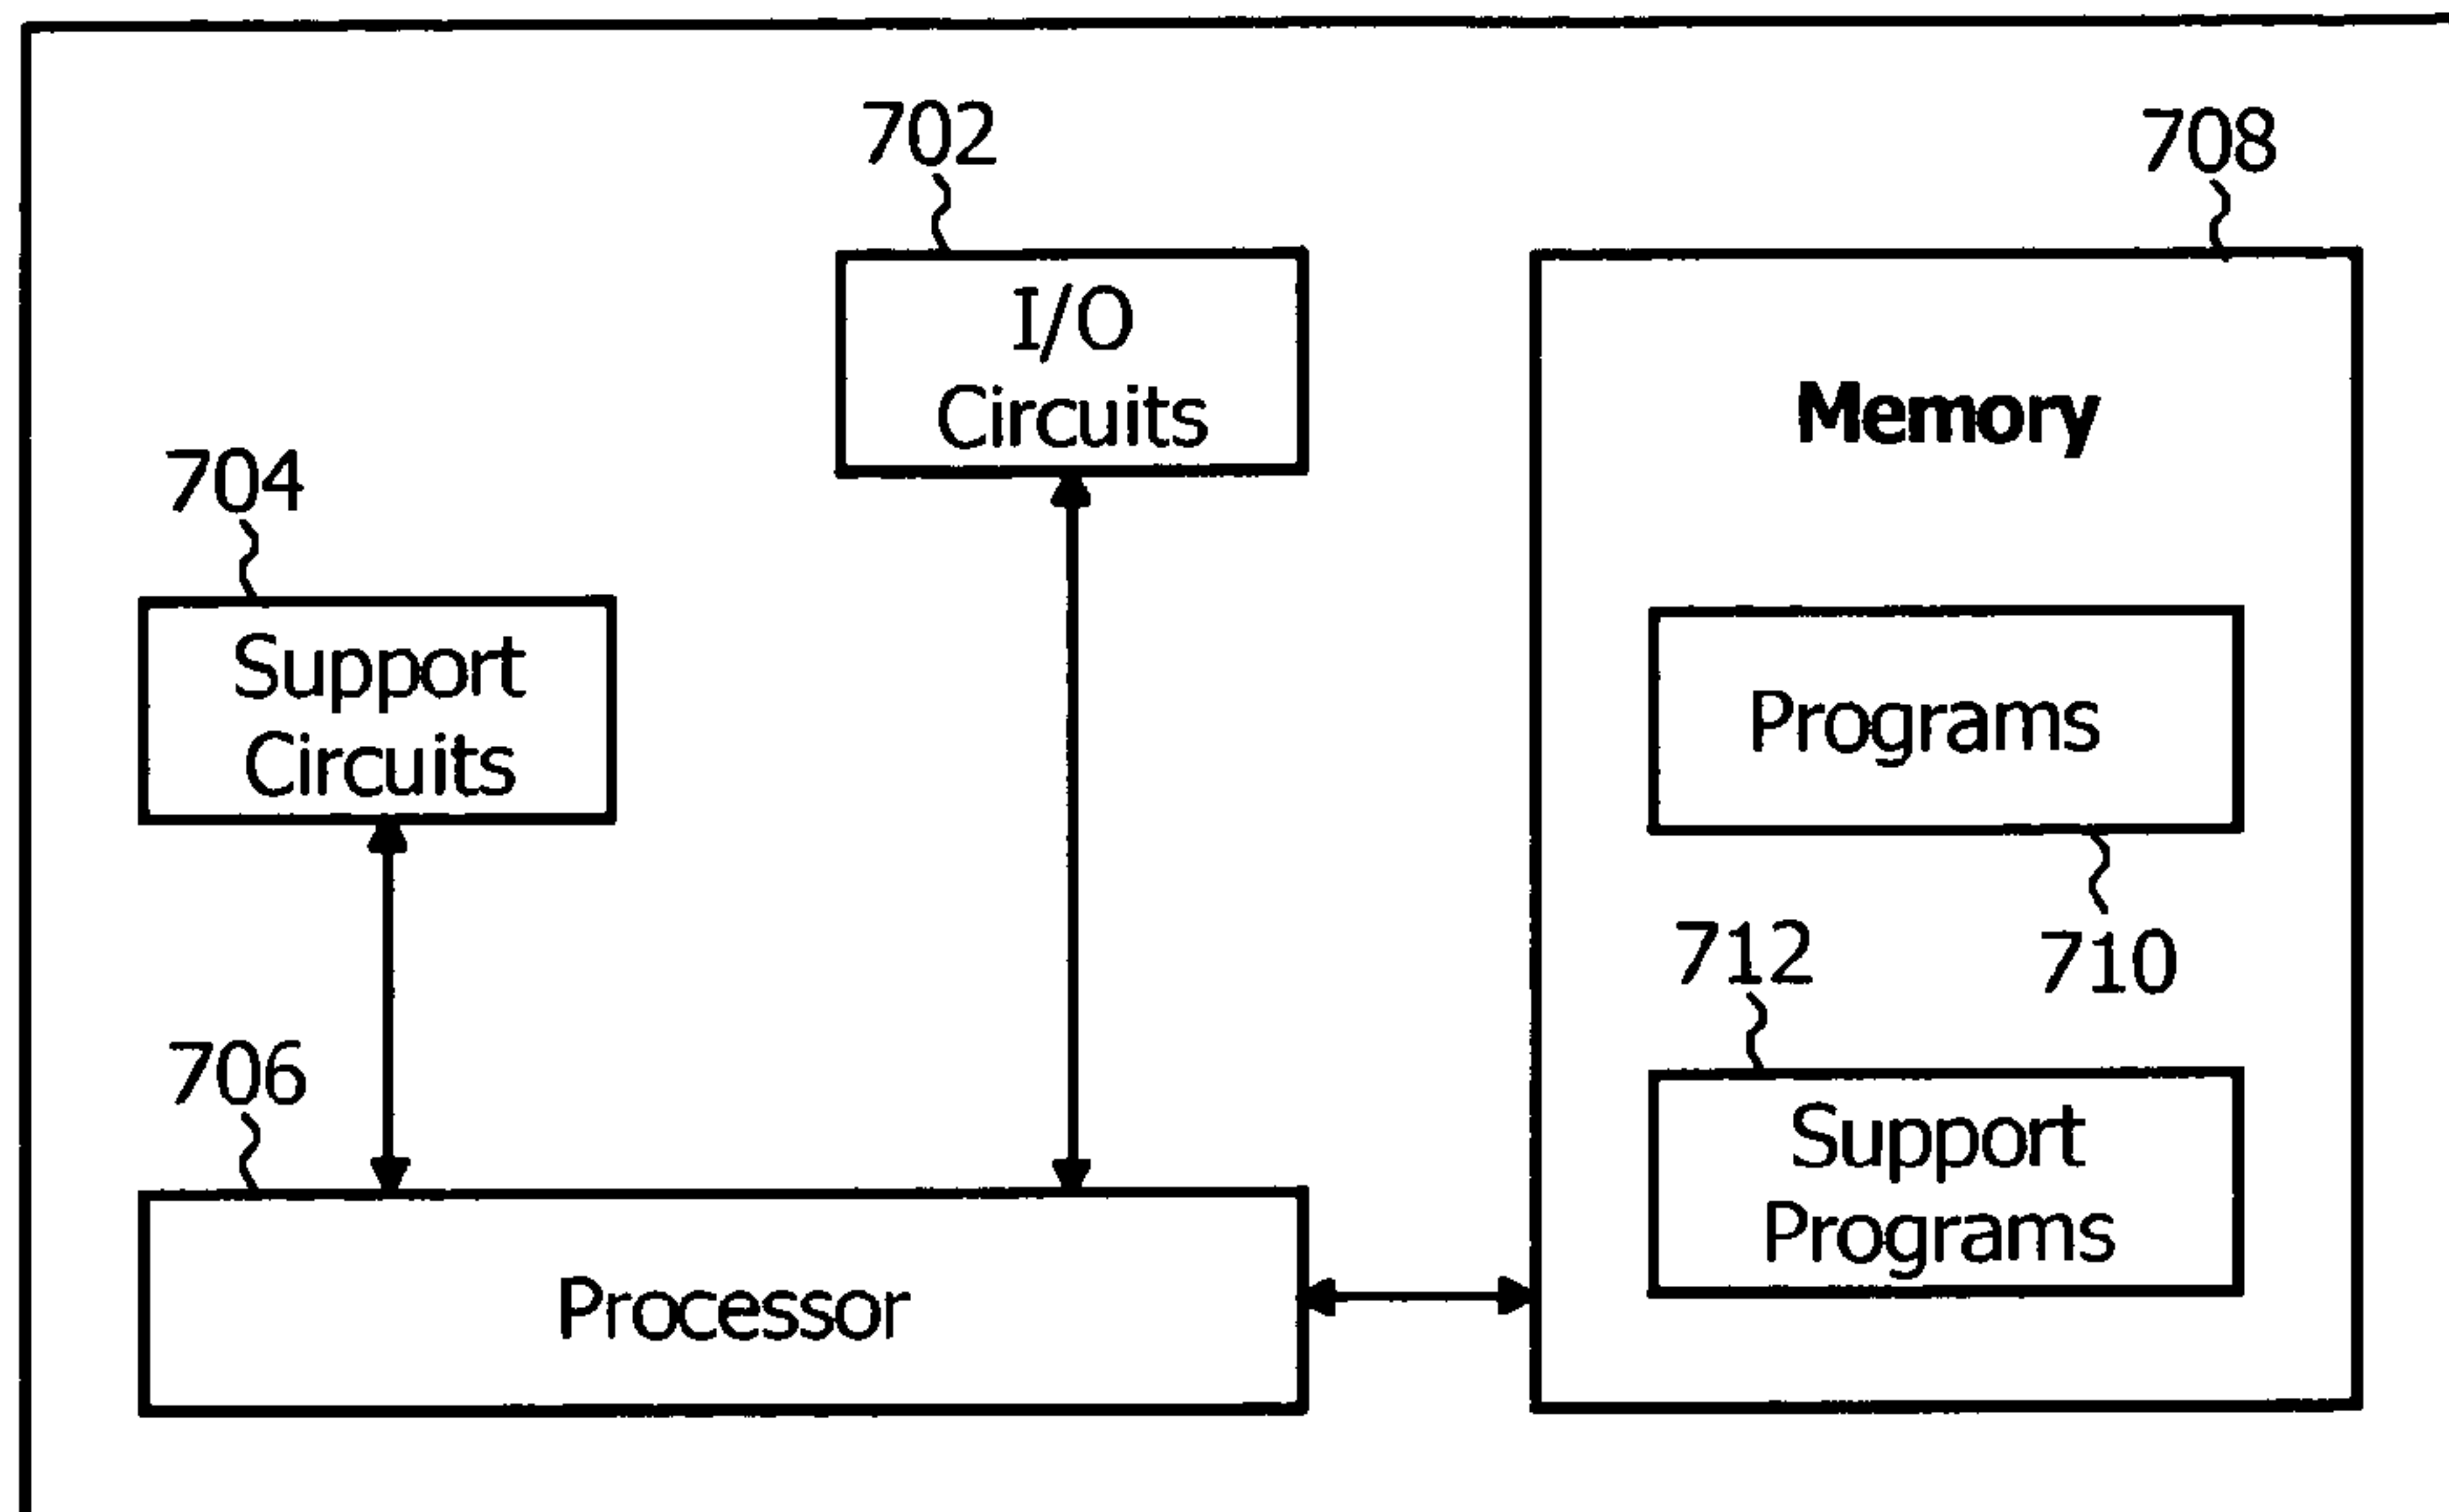 702
708
I/O
Circuits
Memory
704
Support
Circuits
Programs
712
710
706
Support
Programs
Processor